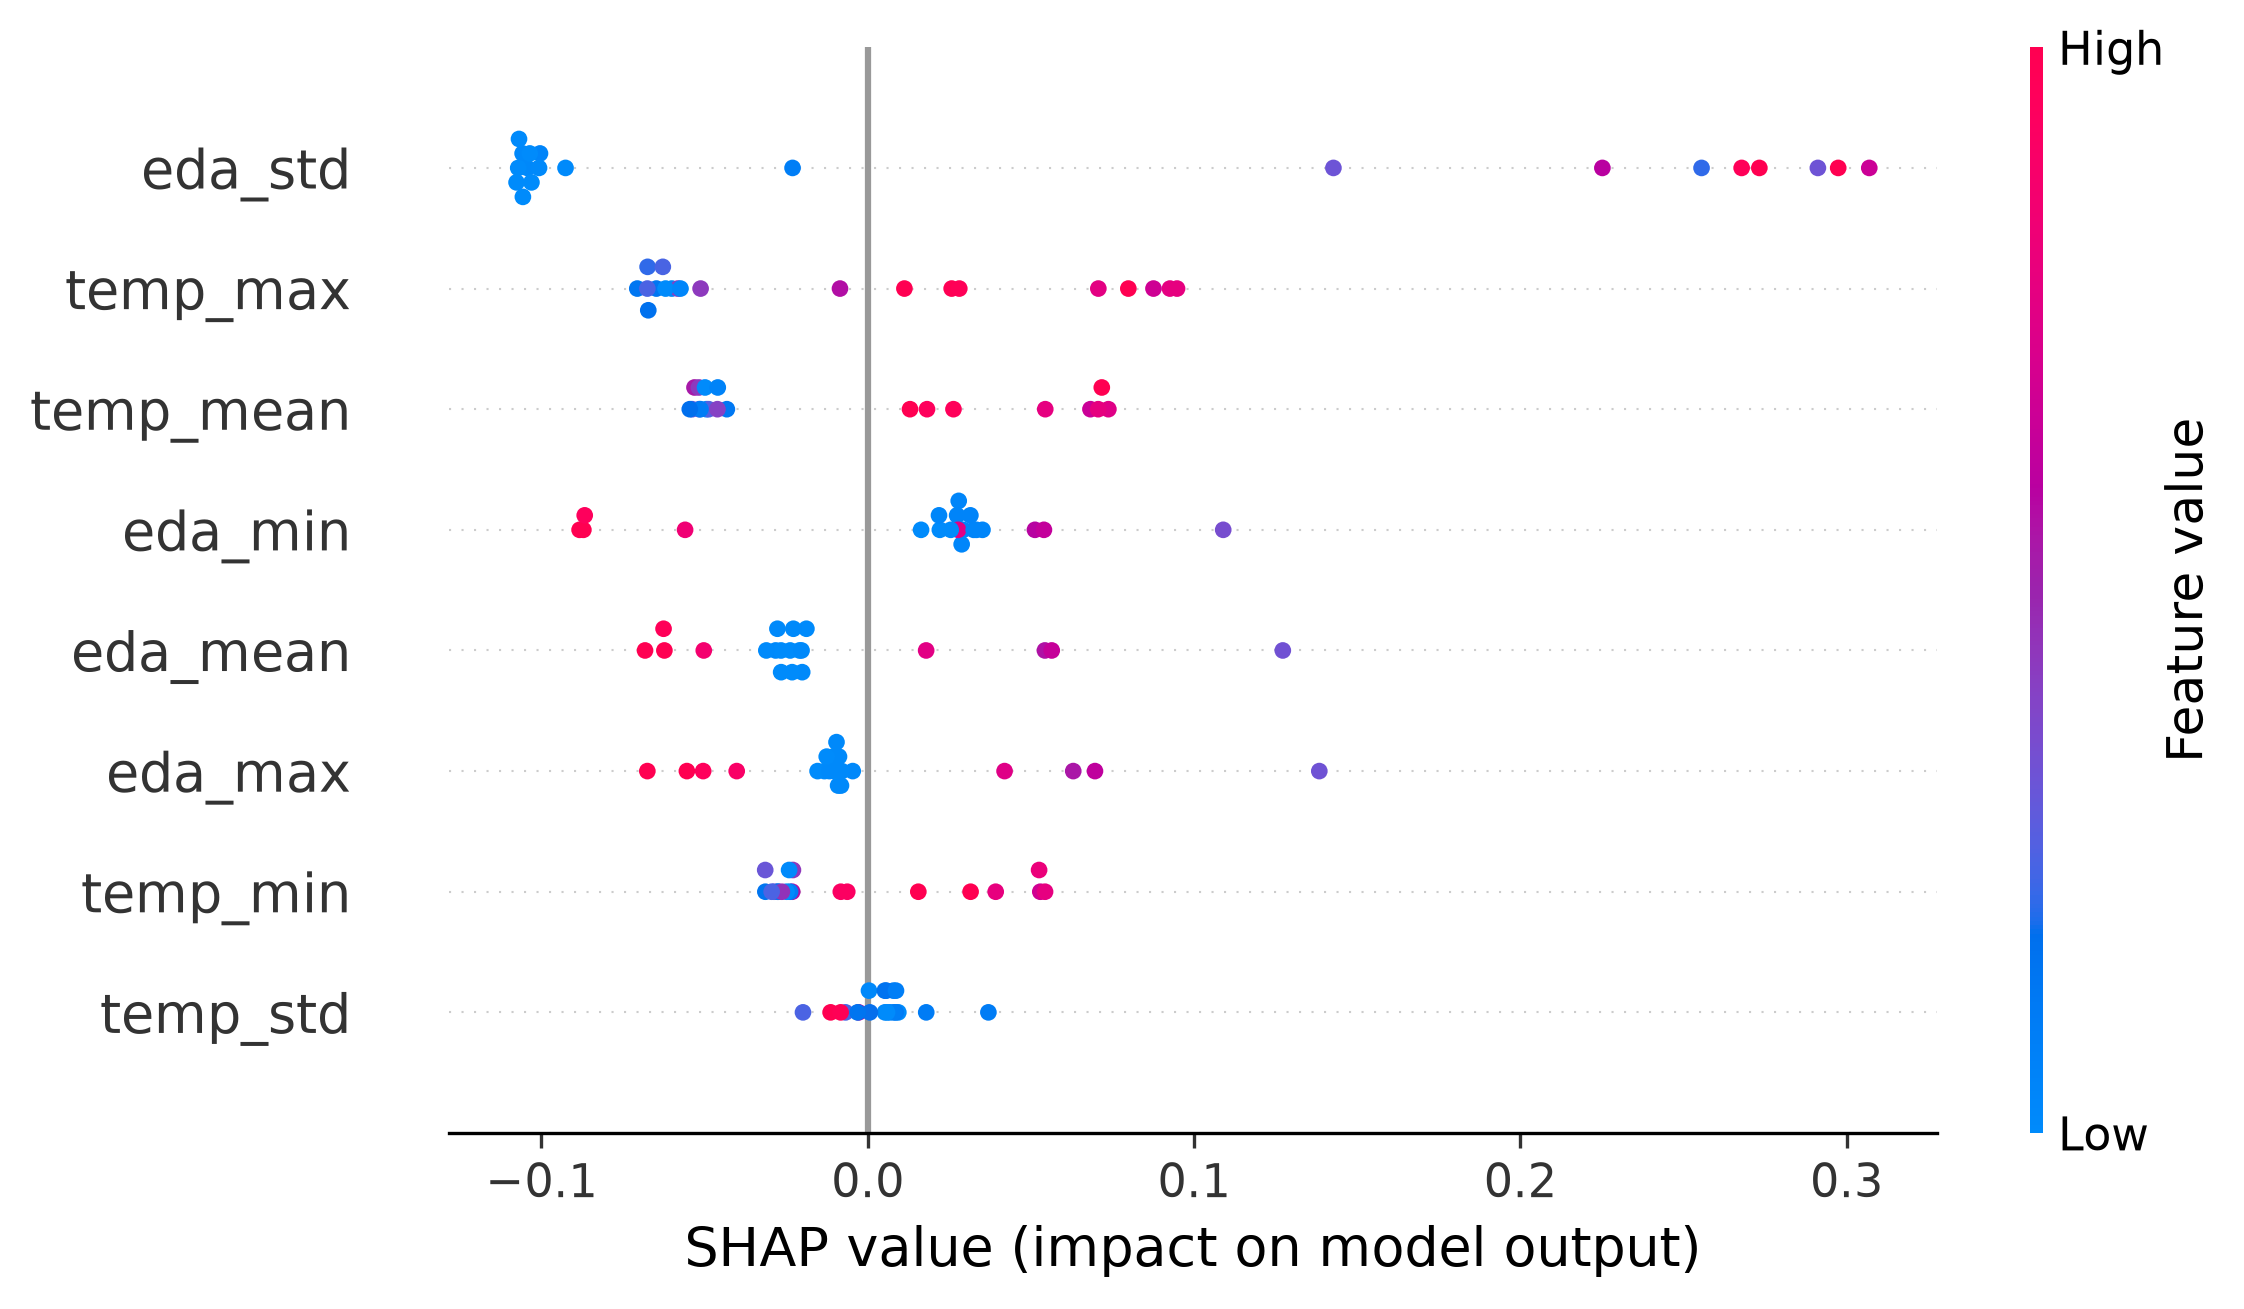 High
eda_std
temp_max
temp_mean
eda_min
eda_mean
eda_max
temp_min
temp_std
Feature value
Low
−0.1 0.0 0.1 0.2 0.3
SHAP value (impact on model output)